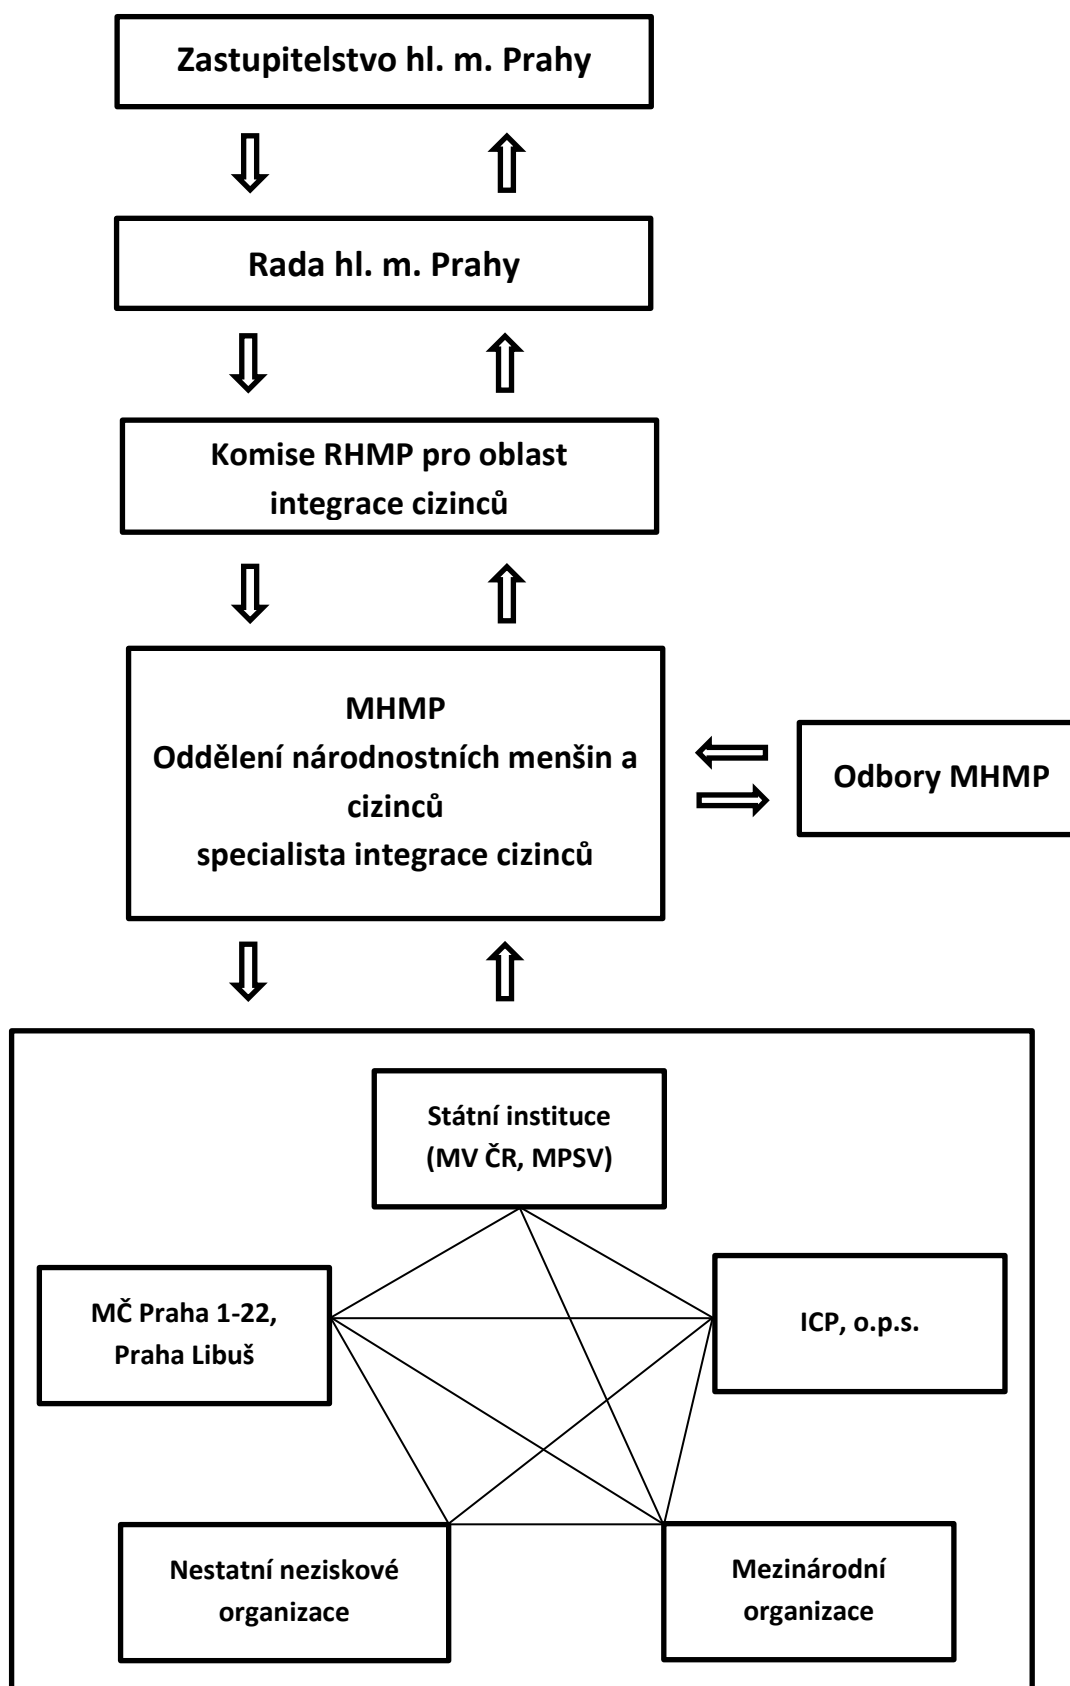 Zastupitelstvo hl. m. Prahy
Rada hl. m. Prahy
Komise RHMP pro oblast
integrace cizinců
MHMP
Oddělení národnostních menšin a
cizinců
specialista integrace cizinců
Odbory MHMP
Státní instituce
(MV ČR, MPSV)
MČ Praha 1-22,
Praha Libuš
ICP, o.p.s.
Nestatní neziskové
organizace
Mezinárodní
organizace